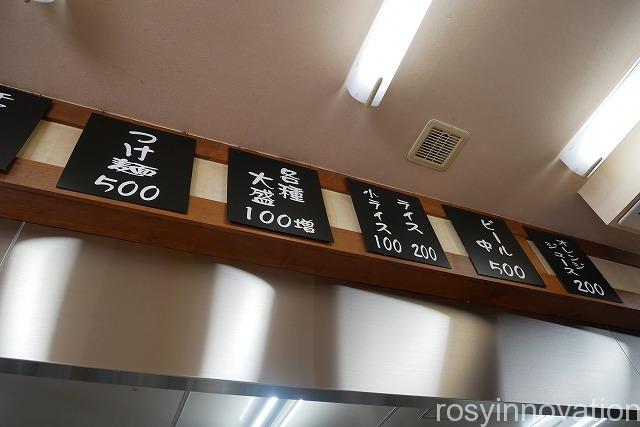 つけ麺
500
各種
大盛
100増
ライス
200
小ライス
100
ビール
中
500
オレンジ
ジュース
200
rosyinnovation